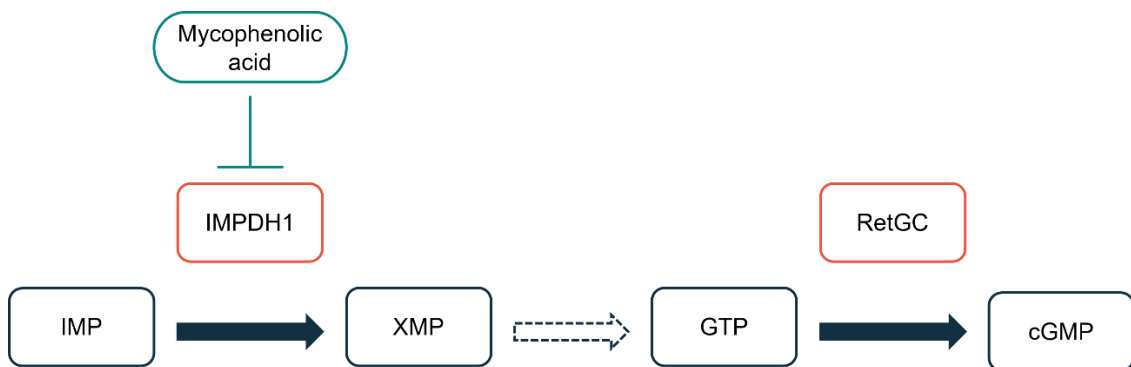 Mycophenolic
acid
IMPDH1
RetGC
IMP
XMP
GTP
cGMP